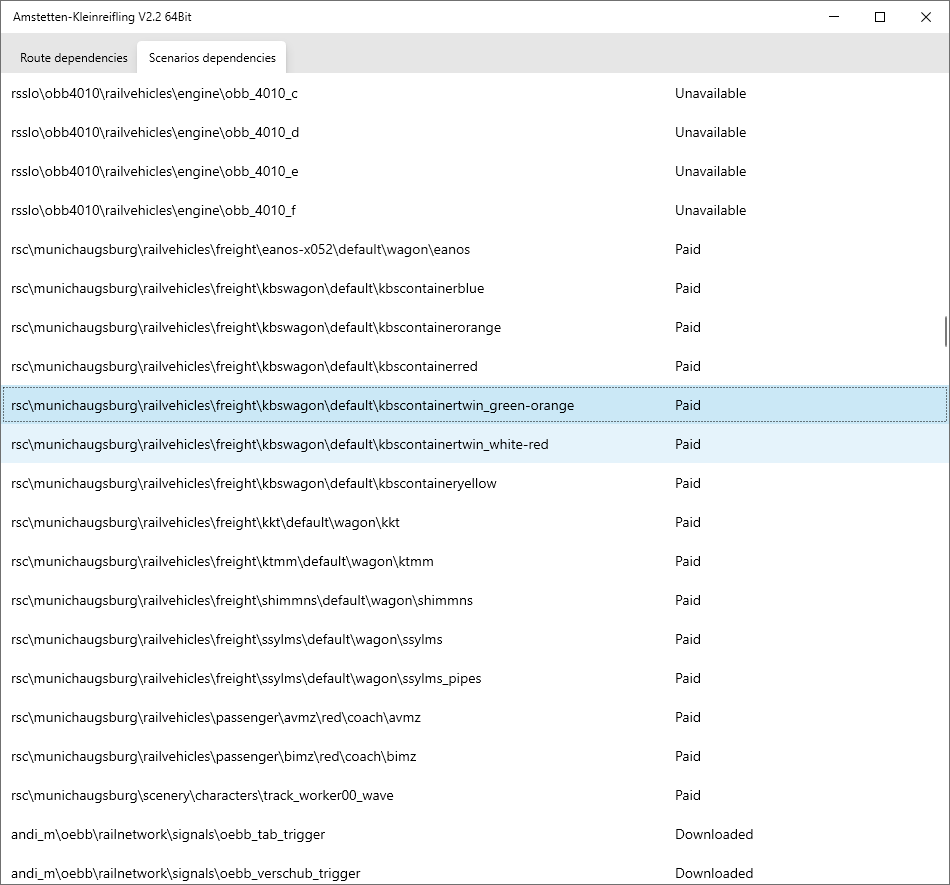 Amstetten-Kleinreifling V2.2 64Bit
Route dependencies Scenarios dependencies
rsslo\obb4010\railvehicles\engine\obb_4010_c Unavailable
rsslo\obb4010\railvehicles\engine\obb_4010_d Unavailable
rsslo\obb4010\railvehicles\engine\obb_4010_e Unavailable
rsslo\obb4010\railvehicles\engine\obb_4010_f Unavailable
rsc\munichaugsburg\railvehicles\freight\eanos-x052\default\wagon\eanos Paid
rsc\munichaugsburg\railvehicles\freight\kbswagon\default\kbscontainerblue Paid
rsc\munichaugsburg\railvehicles\freight\kbswagon\default\kbscontainerorange Paid
rsc\munichaugsburg\railvehicles\freight\kbswagon\default\kbscontainerred Paid
rsc\munichaugsburg\railvehicles\freight\kbswagon\default\kbscontainertwin_green-orange Paid
rsc\munichaugsburg\railvehicles\freight\kbswagon\default\kbscontainertwin_white-red Paid
rsc\munichaugsburg\railvehicles\freight\kbswagon\default\kbscontaineryellow Paid
rsc\munichaugsburg\railvehicles\freight\kkt\default\wagon\kkt Paid
rsc\munichaugsburg\railvehicles\freight\ktmm\default\wagon\ktmm Paid
rsc\munichaugsburg\railvehicles\freight\shimmns\default\wagon\shimmns Paid
rsc\munichaugsburg\railvehicles\freight\ssylms\default\wagon\ssylms Paid
rsc\munichaugsburg\railvehicles\freight\ssylms\default\wagon\ssylms_pipes Paid
rsc\munichaugsburg\railvehicles\passenger\avmz\red\coach\avmz Paid
rsc\munichaugsburg\railvehicles\passenger\bimz\red\coach\bimz Paid
rsc\munichaugsburg\scenery\characters\track_worker00_wave Paid
andi_m\oebb\railnetwork\signals\oebb_tab_trigger Downloaded
andi_m\oebb\railnetwork\signals\oebb_verschub_trigger Downloaded